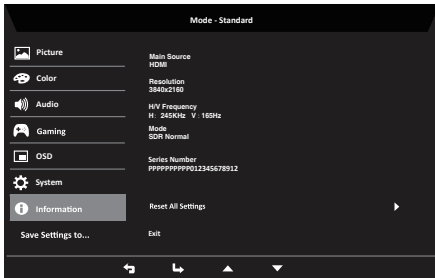 Mode - Standard
Picture
Color
Audio
Gaming
OSD
System
Information
Save Settings to...
Main Source
HDMI
Resolution
3840x2160
H/V Frequency
H: 245KHz V:165Hz
Mode
SDR Normal
Series Number
PPPPPPPPPP012345678912
Reset All Settings
Exit